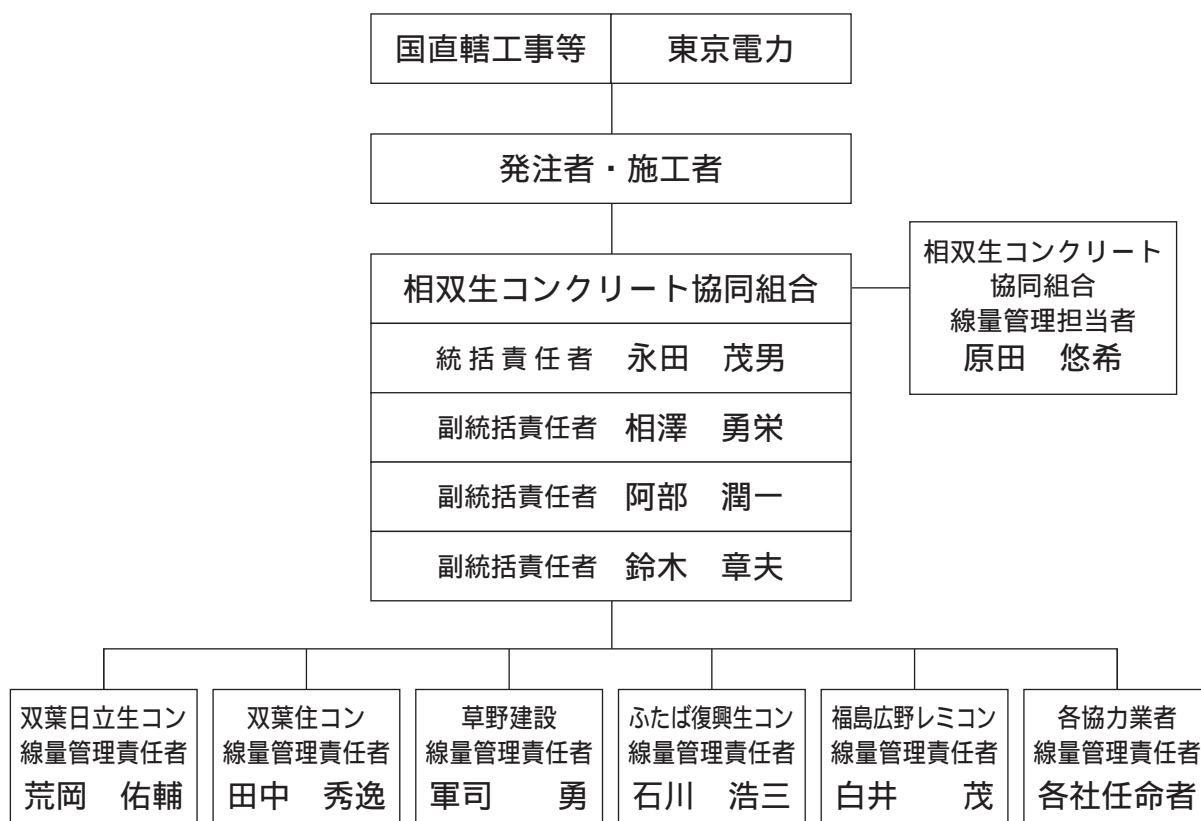 国直轄工事等 東京電力
発注者・施工者
相双生コンクリート協同組合
統括責任者 永田 茂男
副統括責任者 相澤 勇栄
副統括責任者 阿部 潤一
副統括責任者 鈴木 章夫
相双生コンクリート
協同組合
線量管理担当者
原田 悠希
双葉日立生コン
線量管理責任者
荒岡 佑輔
双葉住コン
線量管理責任者
田中 秀逸
草野建設
線量管理責任者
軍司 勇
ふたば復興生コン
線量管理責任者
石川 浩三
福島広野レミコン
線量管理責任者
白井 茂
各協力業者
線量管理責任者
各社任命者